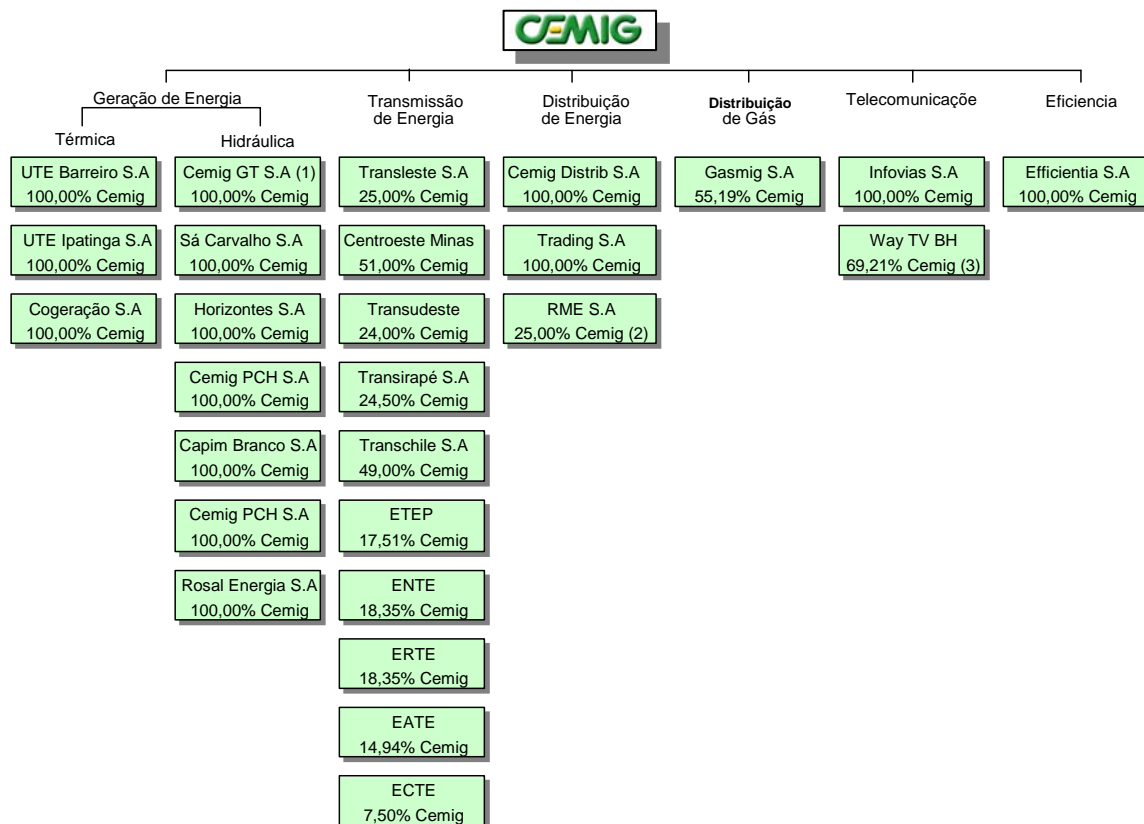 CEMIG
Geração de Energia
Térmica
Hidráulica
Transmissão
de Energia
Distribuição
de Energia
Distribuição
de Gás
Telecomunicaçõe
Eficiencia
UTE Barreiro S.A
100,00% Cemig
UTE Ipatinga S.A
100,00% Cemig
Cogeração S.A
100,00% Cemig
Cemig GT S.A (1)
100,00% Cemig
Sá Carvalho S.A
100,00% Cemig
Horizontes S.A
100,00% Cemig
Cemig PCH S.A
100,00% Cemig
Capim Branco S.A
100,00% Cemig
Cemig PCH S.A
100,00% Cemig
Rosal Energia S.A
100,00% Cemig
Transleste S.A
25,00% Cemig
Centroeste Minas
51,00% Cemig
Transudeste
24,00% Cemig
Transirapé S.A
24,50% Cemig
Transchile S.A
49,00% Cemig
ETEP
17,51% Cemig
ENTE
18,35% Cemig
ERTE
18,35% Cemig
EATE
14,94% Cemig
ECTE
7,50% Cemig
Cemig Distrib S.A
100,00% Cemig
Trading S.A
100,00% Cemig
RME S.A
25,00% Cemig (2)
Gasmig S.A
55,19% Cemig
Infovias S.A
100,00% Cemig
Way TV BH
69,21% Cemig (3)
Efficientia S.A
100,00% Cemig